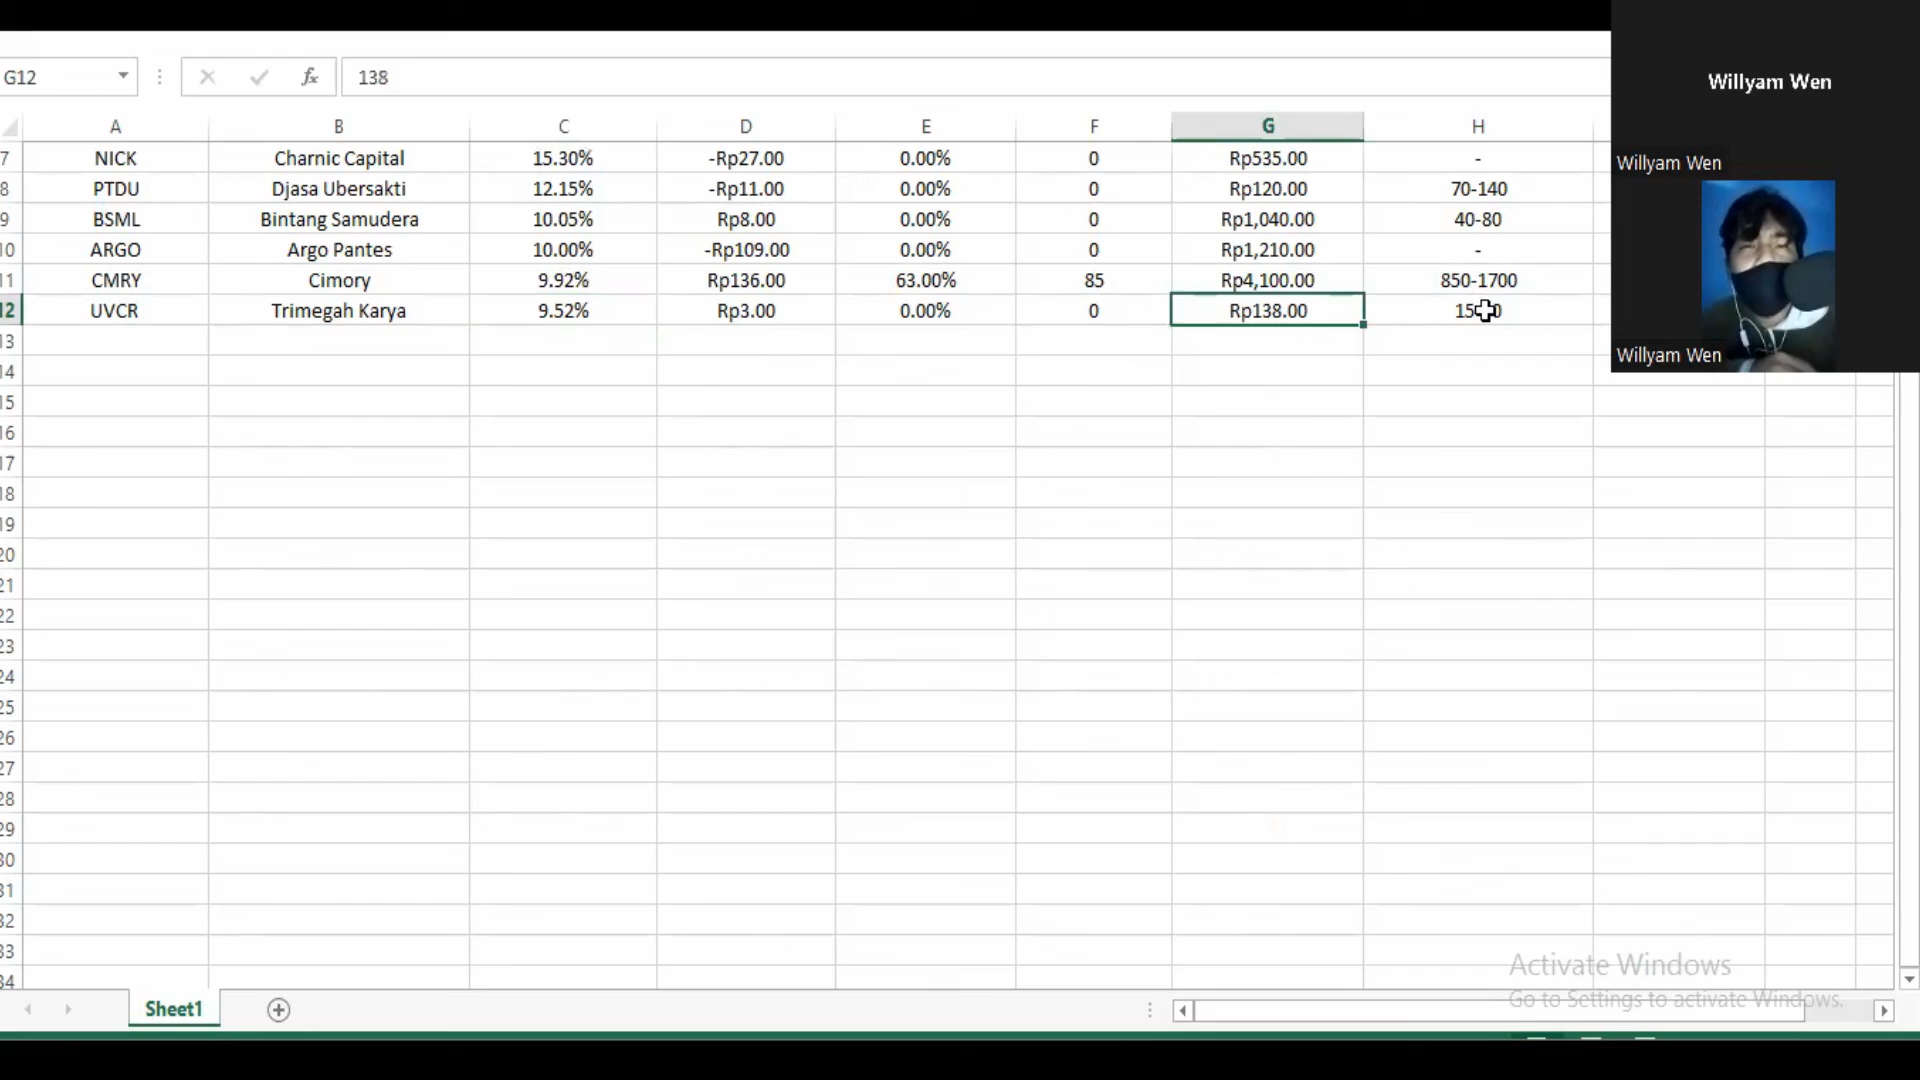 Willyam Wen
G12 fx 138
A B C D E F G H
Willyam Wen
7 NICK Charnic Capital 15.30% -Rp27.00 0.00% 0 Rp535.00 -
8 PTDU Djasa Ubersakti 12.15% -Rp11.00 0.00% 0 Rp120.00 70-140
9 BSML Bintang Samudera 10.05% Rp8.00 0.00% 0 Rp1,040.00 40-80
10 ARGO Argo Pantes 10.00% -Rp109.00 0.00% 0 Rp1,210.00 -
11 CMRY Cimory 9.92% Rp136.00 63.00% 85 Rp4,100.00 850-1700
12 UVCR Trimegah Karya 9.52% Rp3.00 0.00% 0 Rp138.00
Willyam Wen
13
14
15
16
17
18
19
20
21
22
23
24
25
26
27
28
29
30
31
32
33
34
Activate Windows
Go to Settings to activate Windows.
Sheet1